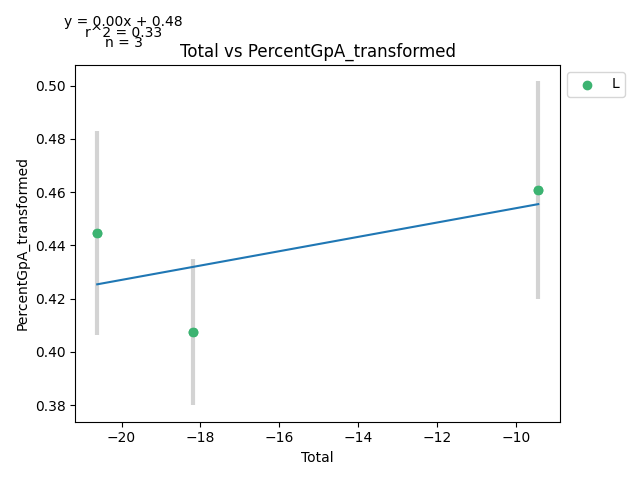 y = 0.00x + 0.48
r^2 = 0.33
n = 3
Total vs PercentGpA_transformed
L
PercentGpA_transformed
0.50
0.48
0.46
0.44
0.42
0.40
0.38
−20
−18
−16
−14
−12
−10
Total